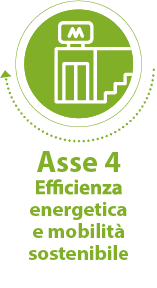 M
Asse 4
Efficienza
energetica
e mobilità
sostenibile